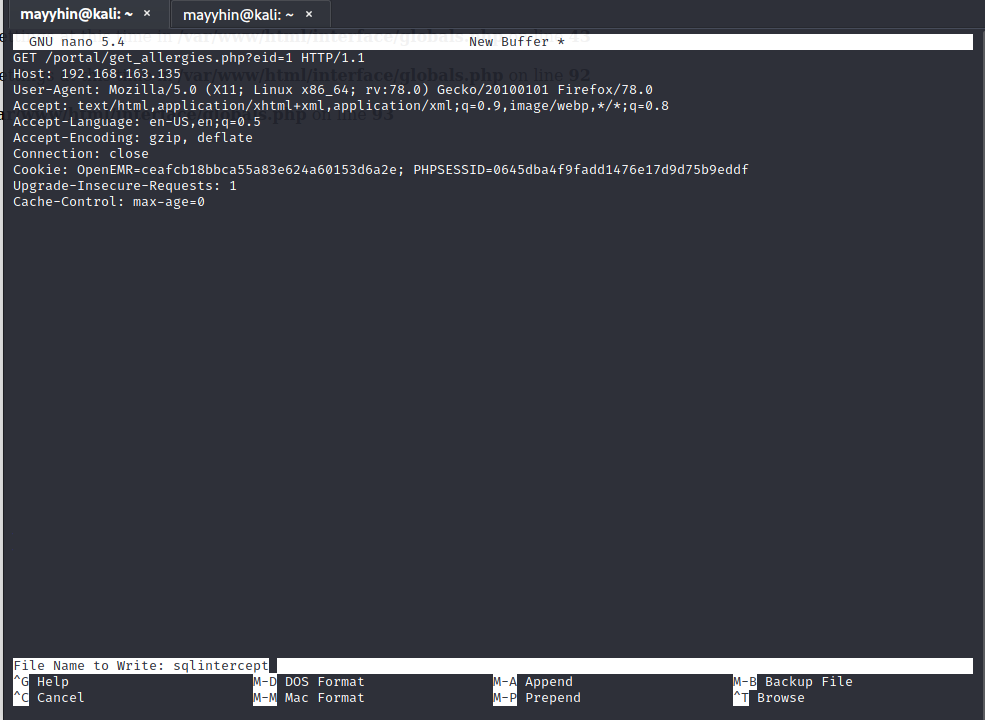 mayyhin@kali: ~ × mayyhin@kali: ~ ×
GNU nano 5.4 New Buffer *
GET /portal/get_allergies.php?eid=1 HTTP/1.1
Host: 192.168.163.135
User-Agent: Mozilla/5.0 (X11; Linux x86_64; rv:78.0) Gecko/20100101 Firefox/78.0
Accept: text/html,application/xhtml+xml,application/xml;q=0.9,image/webp,*/*;q=0.8
Accept-Language: en-US,en;q=0.5
Accept-Encoding: gzip, deflate
Connection: close
Cookie: OpenEMR=ceafcb18bbca55a83e624a60153d6a2e; PHPSESSID=0645dba4f9fadd1476e17d9d75b9eddf
Upgrade-Insecure-Requests: 1
Cache-Control: max-age=0
File Name to Write: sqlintercept
^G Help M-D DOS Format M-A Append M-B Backup File
^C Cancel M-M Mac Format M-P Prepend ^T Browse